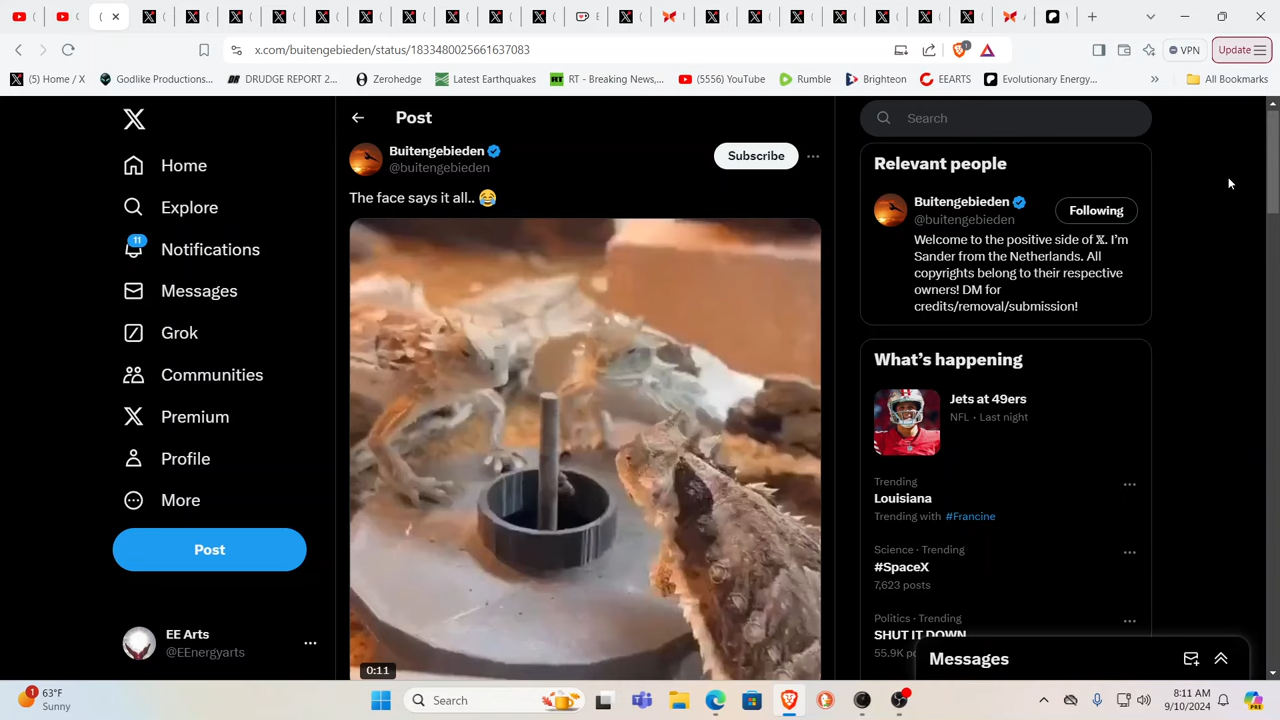 x.com/buitengebieden/status/1833480025661637083
VPN
Update
(5) Home / X
Godlike Productions...
DRUDGE REPORT 2...
Zerohedge
Latest Earthquakes
RT - Breaking News,...
(5556) YouTube
Rumble
Brighteon
EEARTS
Evolutionary Energy...
»
All Bookmarks
Home
Explore
11
Notifications
Messages
Grok
Communities
Premium
Profile
More
Post
EE Arts
@EEnergyarts
Post
Buitengebieden
@buitengebieden
Subscribe
The face says it all.. 😂
0:11
Search
Relevant people
Buitengebieden
@buitengebieden
Following
Welcome to the positive side of 𝕏. I'm
Sander from the Netherlands. All
copyrights belong to their respective
owners! DM for
credits/removal/submission!
What's happening
Jets at 49ers
NFL · Last night
Trending
Louisiana
Trending with #Francine
Science · Trending
#SpaceX
7,623 posts
Politics · Trending
SHUT IT DOWN
55.9K
Messages
1
63°F
Sunny
Search
8:11 AM
9/10/2024
PRE